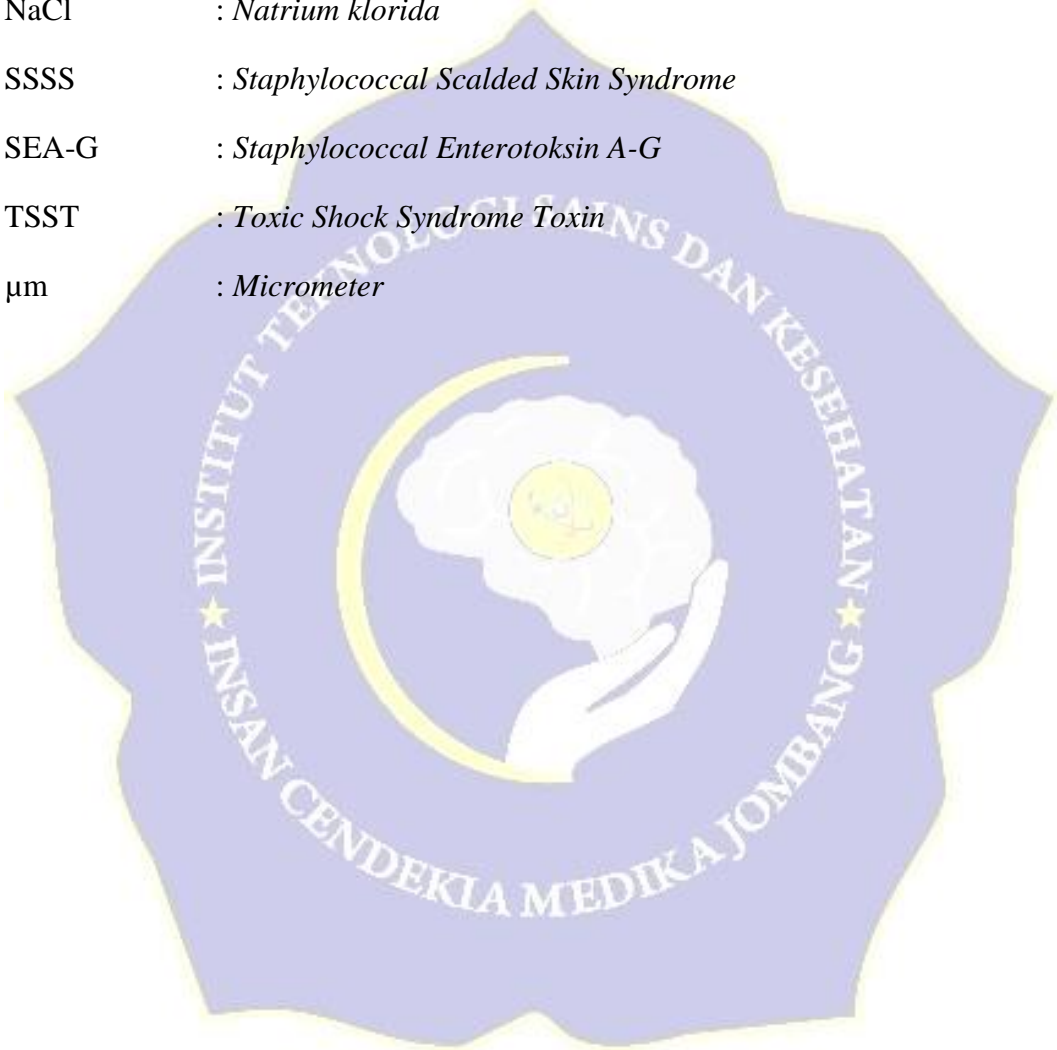 NaCl : Natrium klorida
SSSS : Staphylococcal Scalded Skin Syndrome
SEA-G : Staphylococcal Enterotoksin A-G
TSST : Toxic Shock Syndrome Toxin
µm : Micrometer
INSTITUT TEKNOLOGI SAINS DAN KESEHATAN
INSAN CENDEKIA MEDIKA JOMBANG